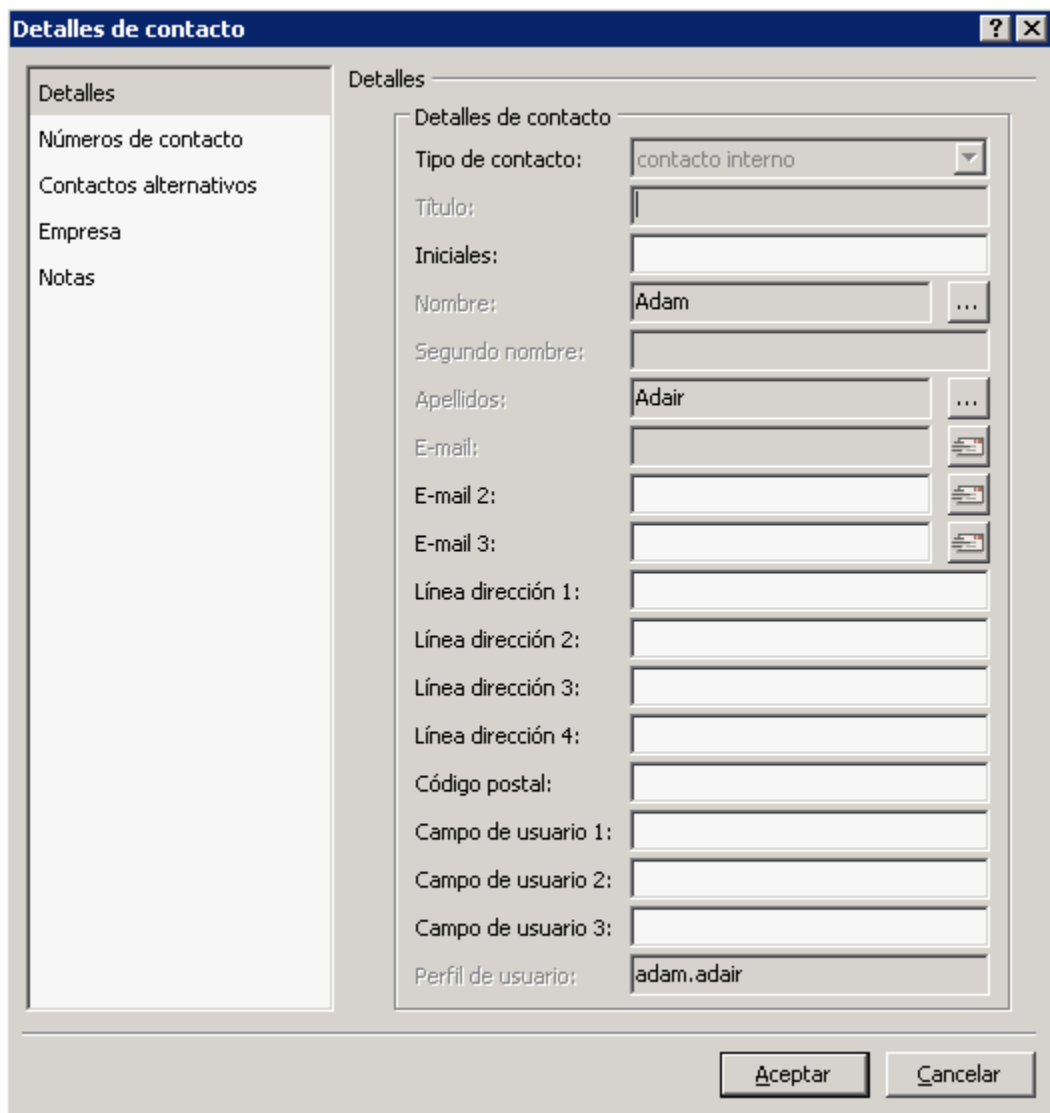 Detalles de contacto
Detalles
Números de contacto
Contactos alternativos
Empresa
Notas
Detalles
Detalles de contacto
Tipo de contacto: contacto interno
Título:
Iniciales:
Nombre: Adam ...
Segundo nombre:
Apellidos: Adair ...
E-mail:
E-mail 2:
E-mail 3:
Línea dirección 1:
Línea dirección 2:
Línea dirección 3:
Línea dirección 4:
Código postal:
Campo de usuario 1:
Campo de usuario 2:
Campo de usuario 3:
Perfil de usuario: adam.adair
Aceptar Cancelar